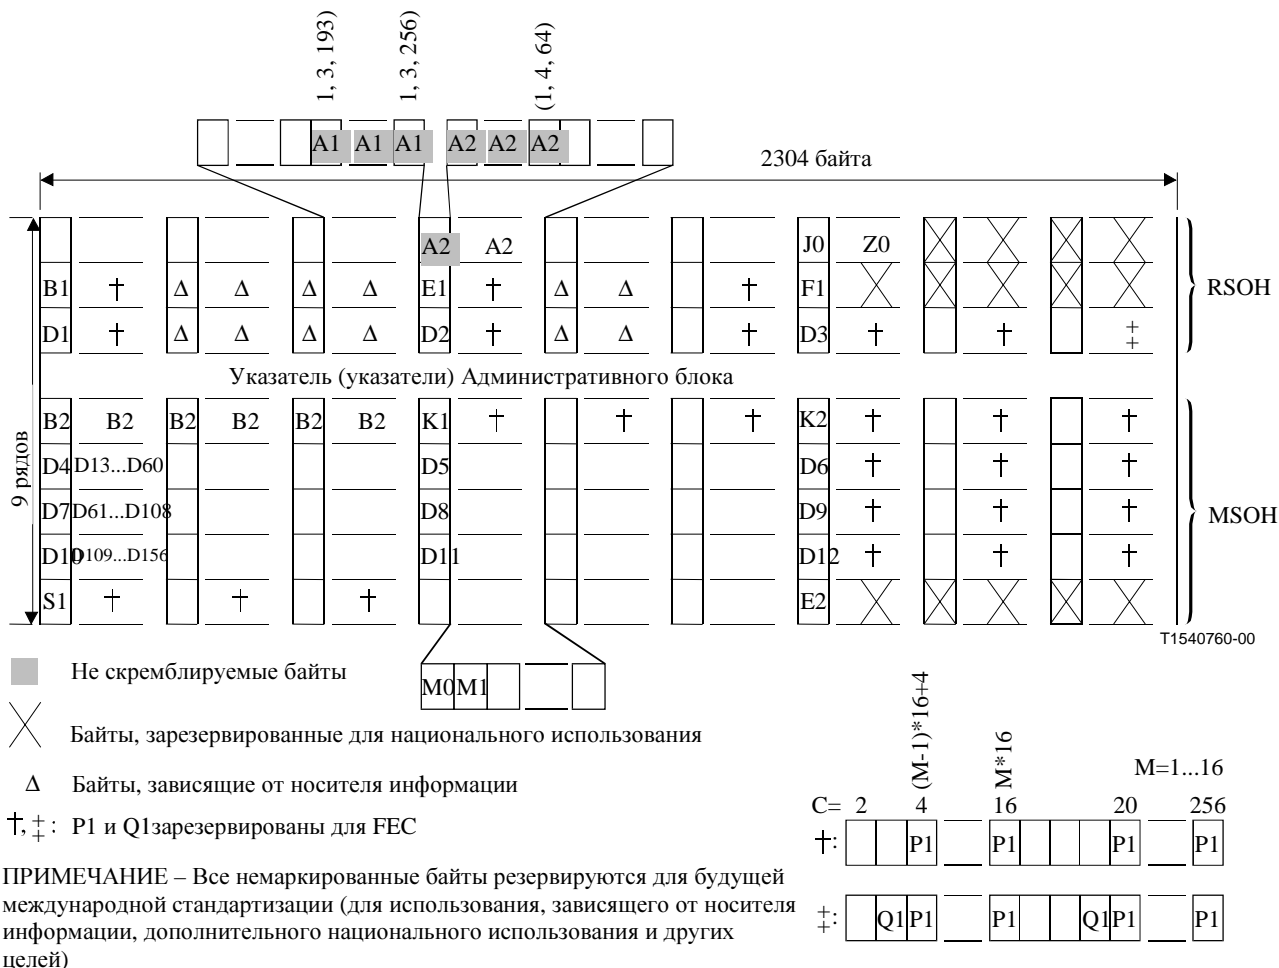 1, 3, 193)
1, 3, 256)
(1, 4, 64)
A1 A1 A1 A2 A2 A2
2304 байта
A2 A2 J0 Z0
B1 † Δ Δ Δ Δ E1 † Δ Δ † F1
RSOH
D1 † Δ Δ Δ Δ D2 † Δ Δ † D3 † † ‡
Указатель (указатели) Административного блока
9 рядов
B2 B2 B2 B2 B2 B2 K1 † † † K2 † † †
D4 D13...D60 D5 D6 † † †
D7 D61...D108 D8 D9 † † †
MSOH
D10 D109...D156 D11 D12 † † †
S1 † † † E2
T1540760-00
M0 M1
Не скремблируемые байты
Байты, зарезервированные для национального использования
Δ Байты, зависящие от носителя информации
†, ‡ : P1 и Q1зарезервированы для FEC
ПРИМЕЧАНИЕ – Все немаркированные байты резервируются для будущей
международной стандартизации (для использования, зависящего от носителя
информации, дополнительного национального использования и других
целей)
(M-1)*16+4
M*16
M=1...16
C= 2 4 16 20 256
†: P1 P1 P1 P1
‡: Q1 P1 P1 Q1 P1 P1